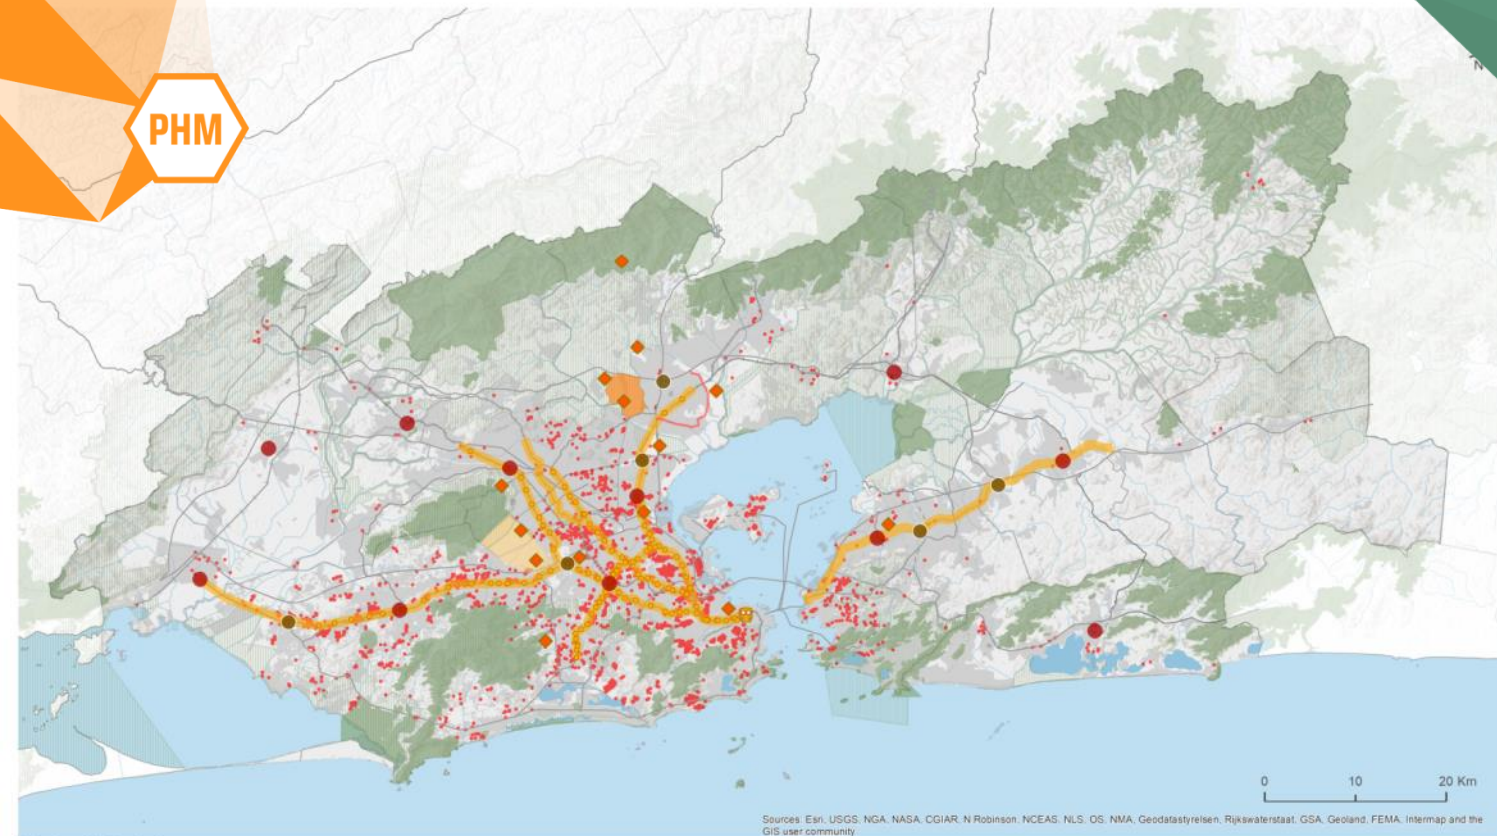 PHM
N
0 10 20 Km
Sources: Esri, USGS, NGA, NASA, CGIAR, N Robinson, NCEAS, NLS, OS, NMA, Geodatastyrelsen, Rijkswaterstaat, GSA, Geoland, FEMA, Intermap and the
GIS user community